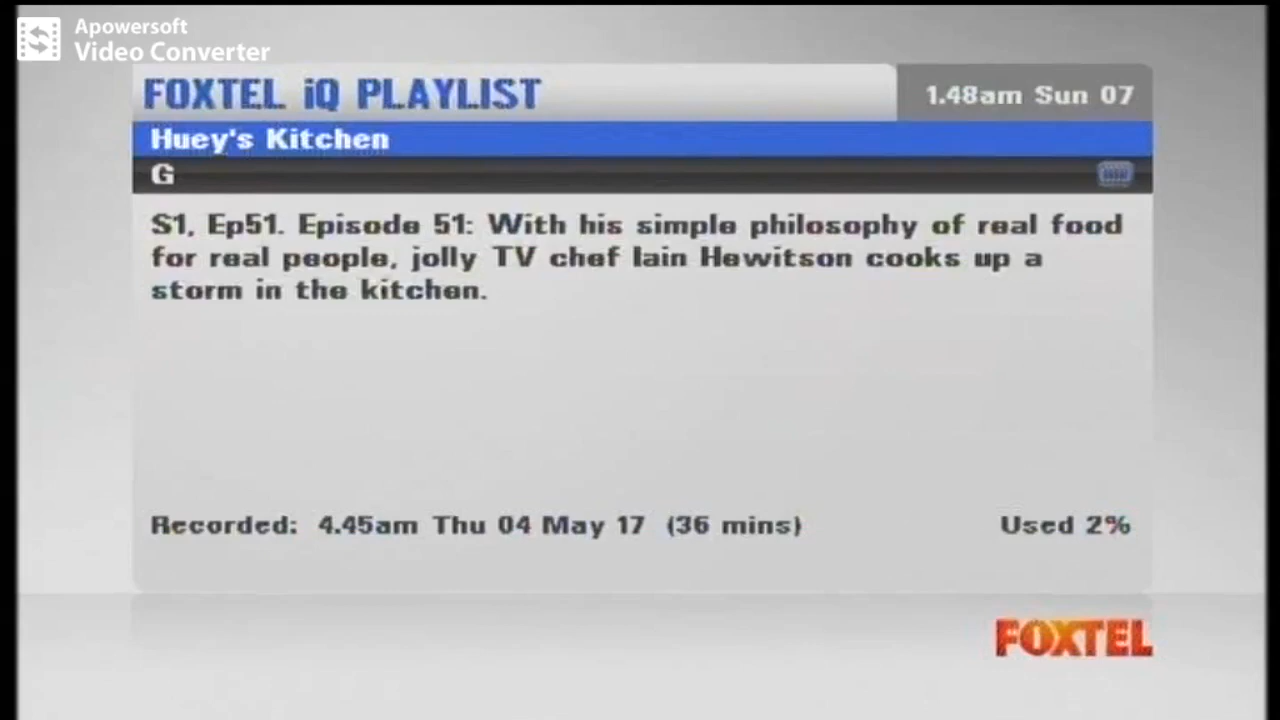 Apowersoft
Video Converter
FOXTEL iQ PLAYLIST
1.48am Sun 07
Huey's Kitchen
G
S1, Ep51. Episode 51: With his simple philosophy of real food
for real people, jolly TV chef Iain Hewitson cooks up a
storm in the kitchen.
Recorded: 4.45am Thu 04 May 17 (36 mins)
Used 2%
FOXTEL